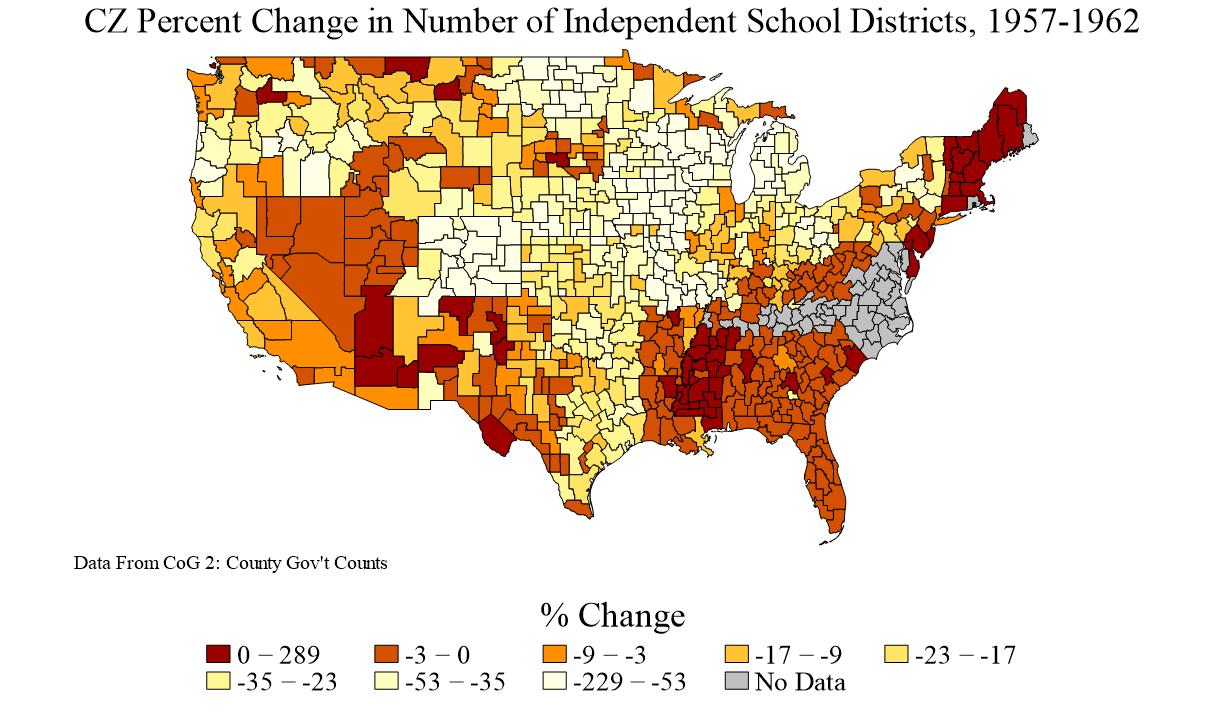 CZ Percent Change in Number of Independent School Districts, 1957-1962
Data From CoG 2: County Gov't Counts
% Change
0 − 289 -3 − 0 -9 − -3 -17 − -9 -23 − -17
-35 − -23 -53 − -35 -229 − -53 No Data